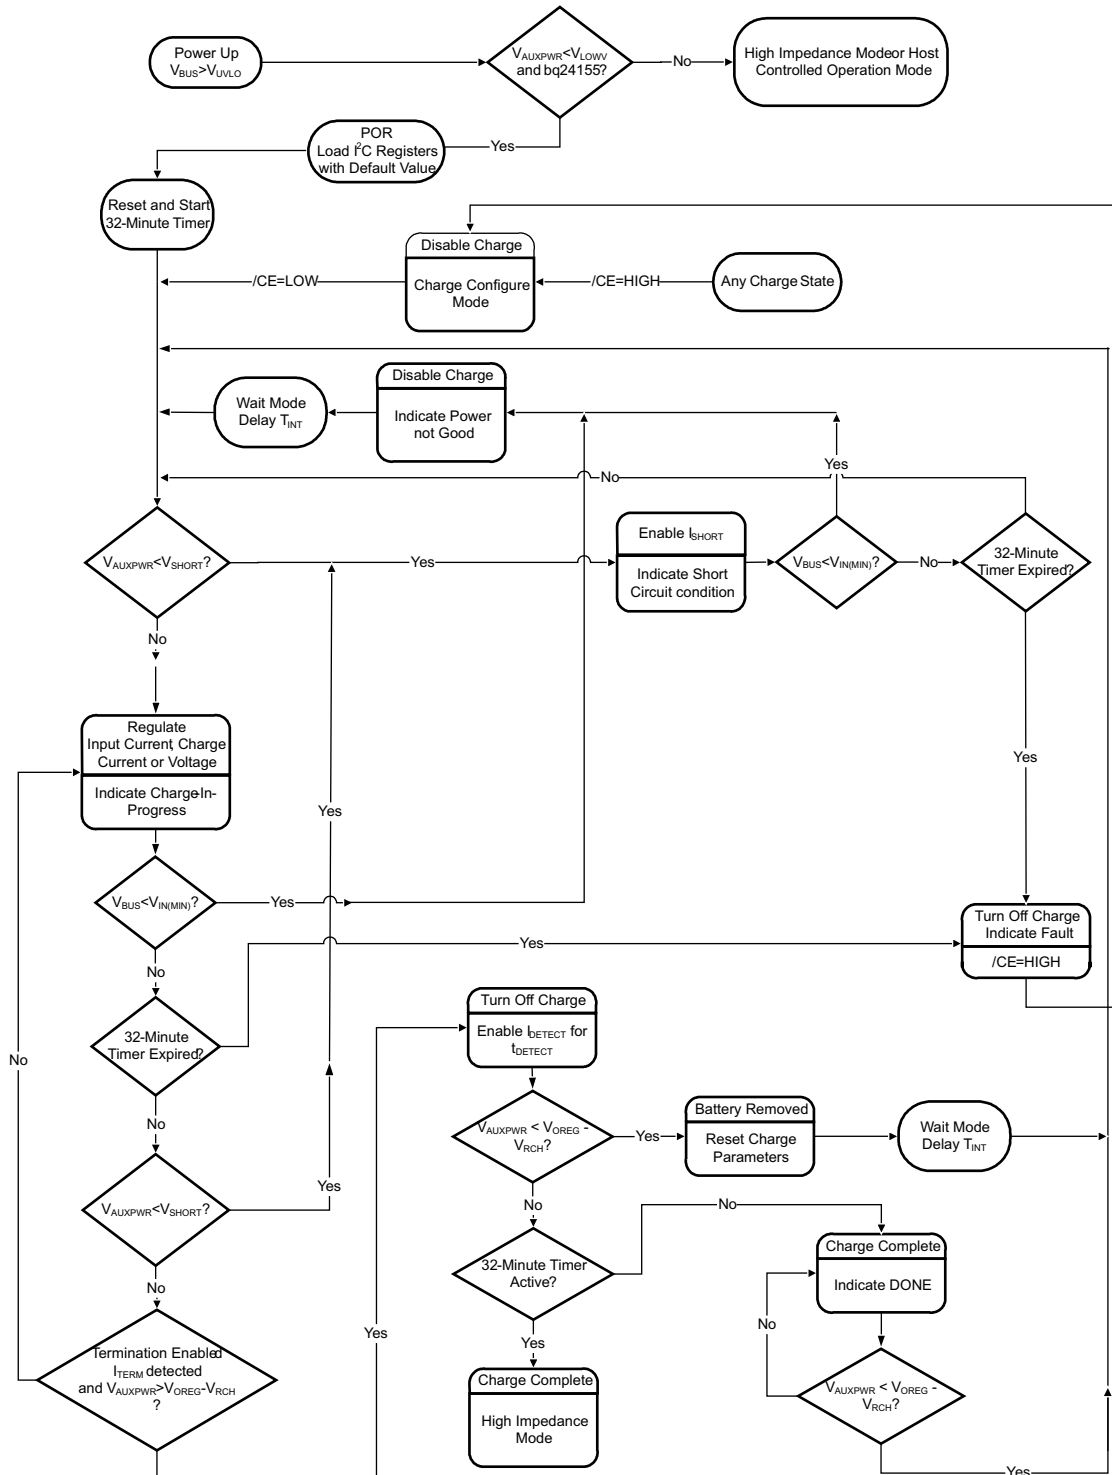 Power Up
VBUS>VUVLO
VAUXPWR<VLOWV
and bq24155?
No
High Impedance Modeor Host
Controlled Operation Mode
Yes
POR
Load I2C Registers
with Default Value
Reset and Start
32-Minute Timer
Disable Charge
Charge Configure
Mode
/CE=LOW
/CE=HIGH
Any Charge State
Disable Charge
Indicate Power
not Good
Wait Mode
Delay TINT
Yes
No
VAUXPWR<VSHORT?
Yes
Enable ISHORT
Indicate Short
Circuit condition
VBUS<VIN(MIN)?
No
32-Minute
Timer Expired?
No
Regulate
Input Current, Charge
Current or Voltage
Indicate Charge-In-
Progress
Yes
Yes
VBUS<VIN(MIN)?
Yes
Turn Off Charge
Indicate Fault
/CE=HIGH
Yes
No
32-Minute
Timer Expired?
No
Turn Off Charge
Enable IDETECT for
tDETECT
No
VAUXPWR < VOREG -
VRCH?
Yes
Battery Removed
Reset Charge
Parameters
Wait Mode
Delay TINT
Yes
VAUXPWR<VSHORT?
No
No
32-Minute Timer
Active?
Charge Complete
Indicate DONE
No
No
Yes
Yes
Termination Enabled
ITERM detected
and VAUXPWR>VOREG-VRCH
?
Charge Complete
High Impedance
Mode
VAUXPWR < VOREG -
VRCH?
Yes